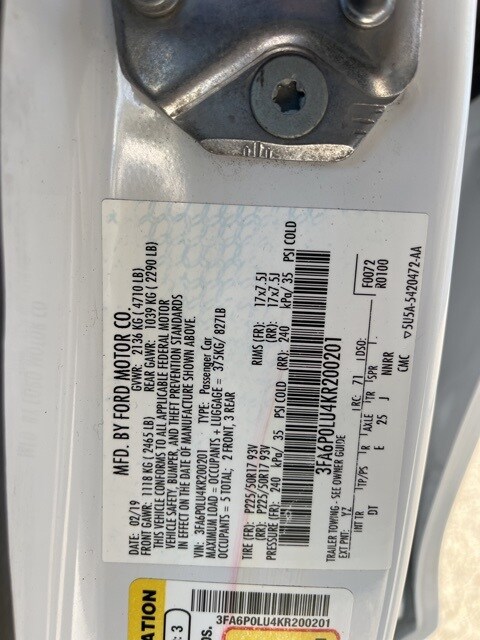 MFD. BY FORD MOTOR CO.
DATE: 02/19 GVWR: 2136 KG (4710 LB)
FRONT GAWR: 1118 KG (2465 LB) REAR GAWR: 1039 KG (2290 LB)
THIS VEHICLE CONFORMS TO ALL APPLICABLE FEDERAL MOTOR
VEHICLE SAFETY, BUMPER, AND THEFT PREVENTION STANDARDS
IN EFFECT ON THE DATE OF MANUFACTURE SHOWN ABOVE.
VIN: 3FA6P0LU4KR200201 TYPE: Passenger Car
MAXIMUM LOAD = OCCUPANTS + LUGGAGE = 375KG/ 827LB
OCCUPANTS = 5 TOTAL; 2 FRONT, 3 REAR
TIRE (FR): P225/50R17 93V RIMS (FR): 17x7.5J
TIRE (RR): P225/50R17 93V 17x7.5J
PRESSURE (FR): 240 kPa/ 35 PSI COLD (RR): 240 kPa/ 35 PSI COLD
3FA6P0LU4KR200201
TRAILER TOWING - SEE OWNER GUIDE
EXT PNT: YZ RC: 71 DSO: F0072
R0100
INT TR TP/PS R AXLE TR SPR
DT E 25 J NNRR
CMC ▽5U5A-5420472-AA
3FA6P0LU4KR200201
ATION
: 3
OS.